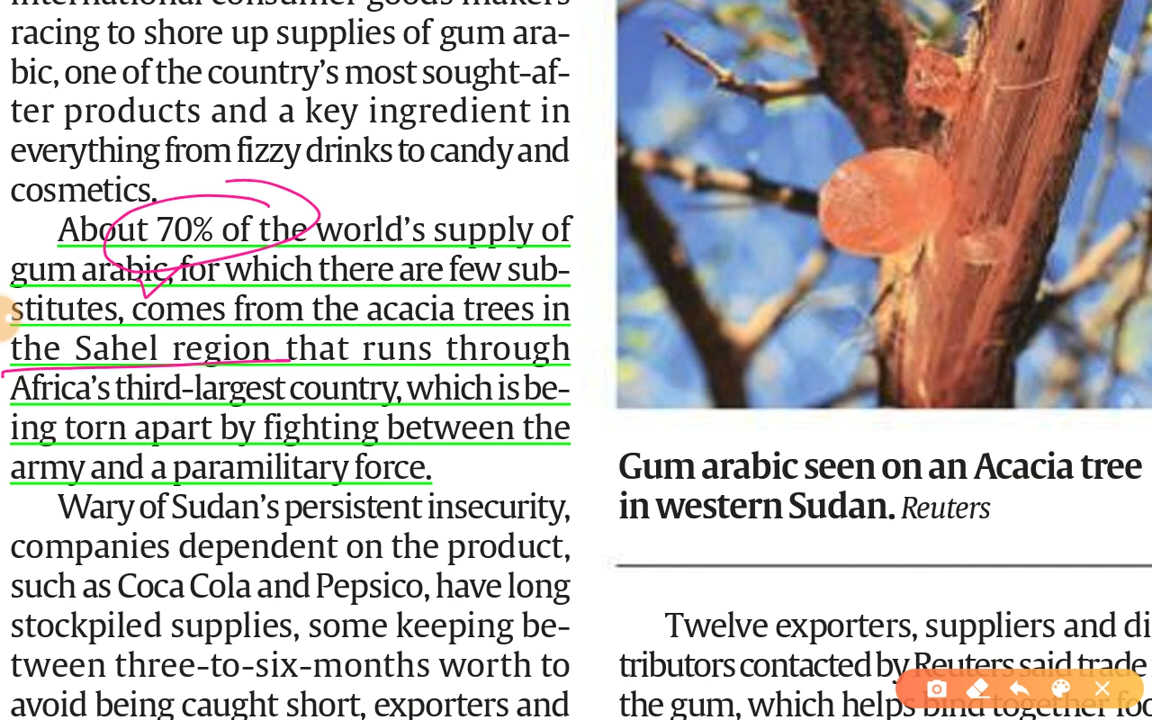 racing to shore up supplies of gum ara-
bic, one of the country's most sought-af-
ter products and a key ingredient in
everything from fizzy drinks to candy and
cosmetics.
About 70% of the world's supply of
gum arabic, for which there are few sub-
stitutes, comes from the acacia trees in
the Sahel region that runs through
Africa's third-largest country, which is be-
ing torn apart by fighting between the
army and a paramilitary force.
Wary of Sudan's persistent insecurity,
companies dependent on the product,
such as Coca Cola and Pepsico, have long
stockpiled supplies, some keeping be-
tween three-to-six-months worth to
avoid being caught short, exporters and
Gum arabic seen on an Acacia tree
in western Sudan. Reuters
Twelve exporters, suppliers and di
tributors contacted by Reuters said trade
the gum, which helps bind together foo